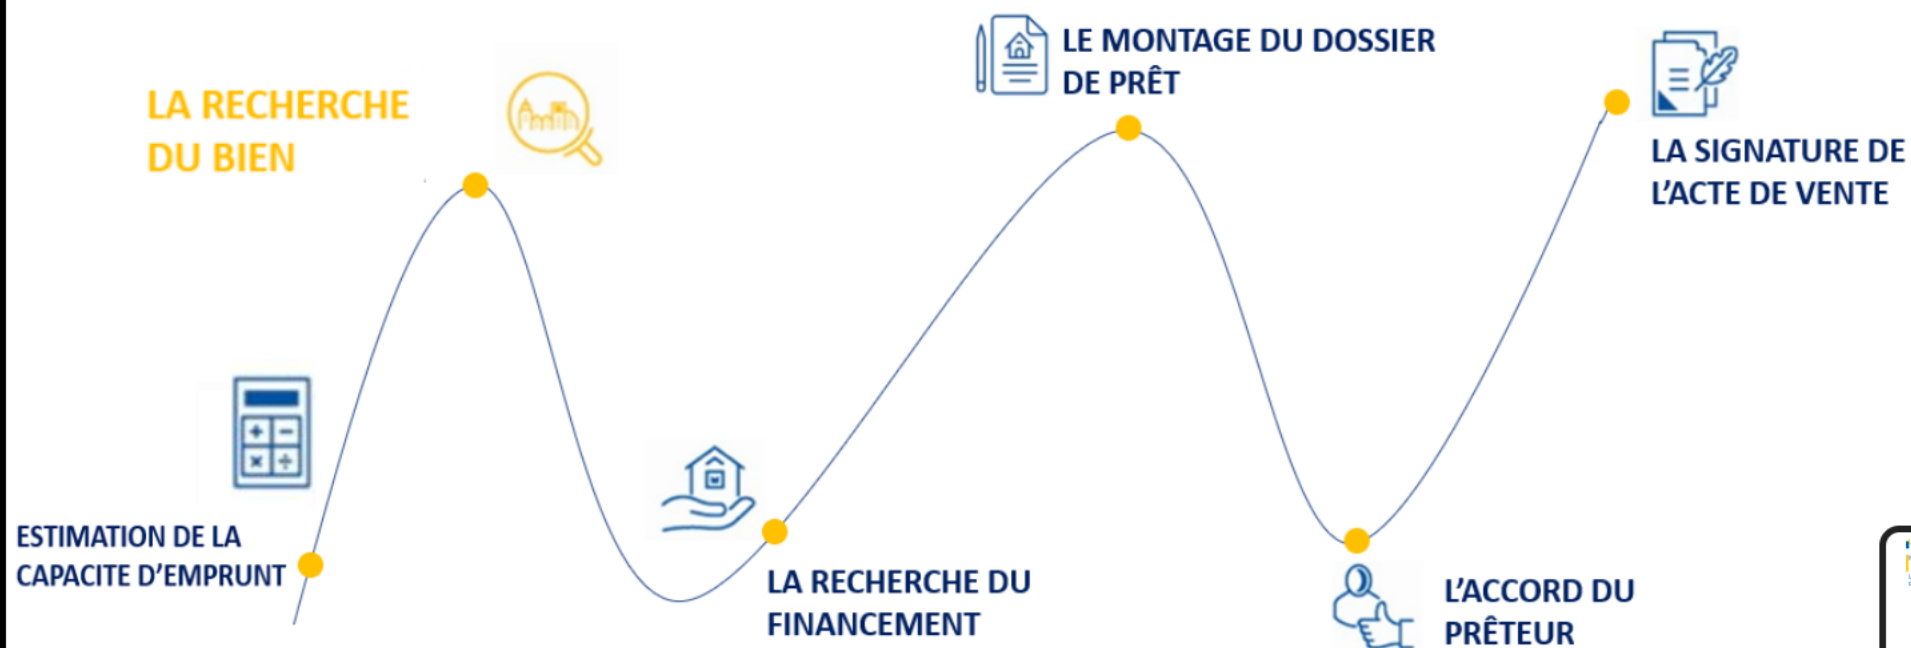 LA RECHERCHE
DU BIEN
LE MONTAGE DU DOSSIER
DE PRÊT
LA SIGNATURE DE
L'ACTE DE VENTE
ESTIMATION DE LA
CAPACITE D'EMPRUNT
LA RECHERCHE DU
FINANCEMENT
L'ACCORD DU
PRÊTEUR